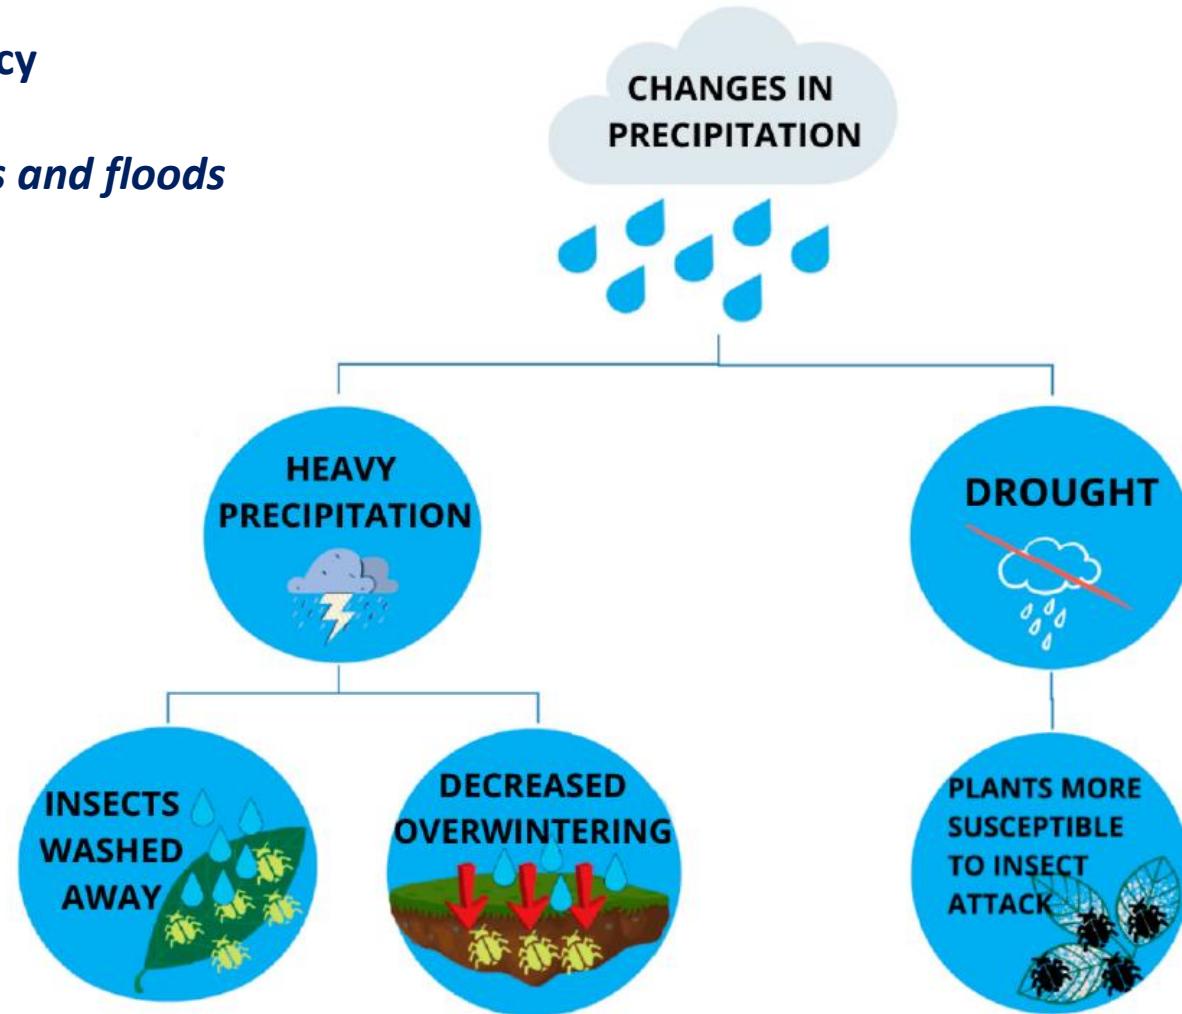 cy
s and floods
CHANGES IN
PRECIPITATION
HEAVY
PRECIPITATION
DROUGHT
INSECTS
WASHED
AWAY
DECREASED
OVERWINTERING
PLANTS MORE
SUSCEPTIBLE
TO INSECT
ATTACK